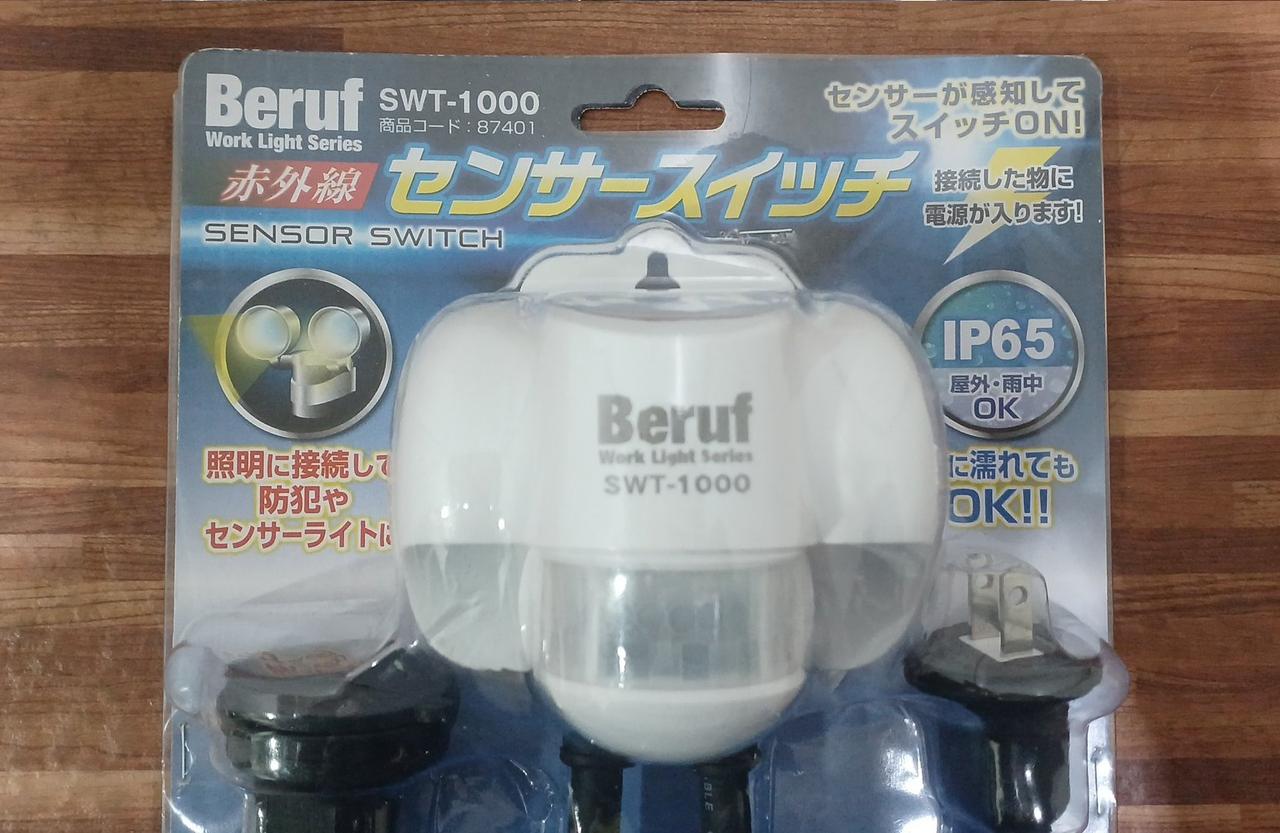 Beruf
Work Light Series
SWT-1000
商品コード:87401
赤外線
センサースイッチ
SENSOR SWITCH
センサーが感知して
スイッチON!
接続した物に
電源が入ります!
照明に接続して
防犯や
センサーライトに
IP65
屋外・雨中
OK
に濡れても
OK!!
Beruf
Work Light Series
SWT-1000